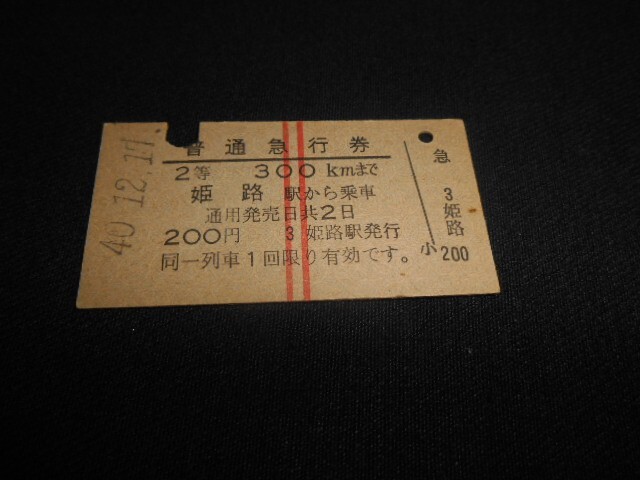 40.12.17.
普通急行券
2等 300kmまで
姫路 駅から乗車
通用発売日共2日
200円 3 姫路駅発行
同一列車1回限り有効です。
急
3
姫路
小 200